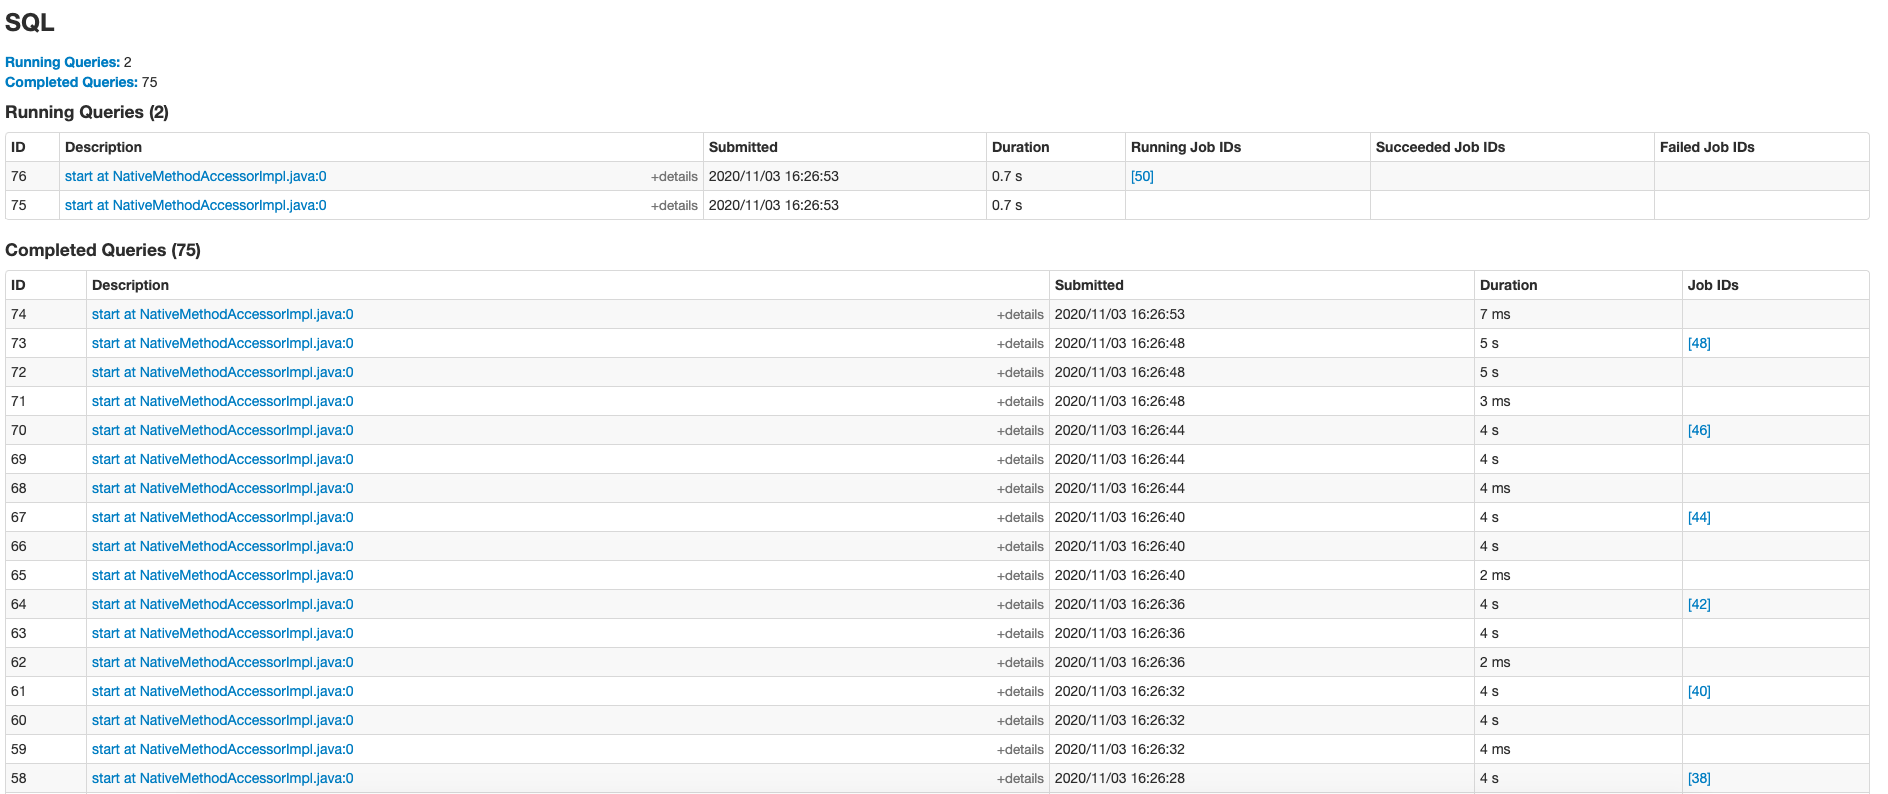 SQL
Running Queries: 2
Completed Queries: 75
Running Queries (2)
ID Description Submitted Duration Running Job IDs Succeeded Job IDs Failed Job IDs
76 start at NativeMethodAccessorImpl.java:0 +details 2020/11/03 16:26:53 0.7 s [50]
75 start at NativeMethodAccessorImpl.java:0 +details 2020/11/03 16:26:53 0.7 s
Completed Queries (75)
ID Description Submitted Duration Job IDs
74 start at NativeMethodAccessorImpl.java:0 +details 2020/11/03 16:26:53 7 ms
73 start at NativeMethodAccessorImpl.java:0 +details 2020/11/03 16:26:48 5 s [48]
72 start at NativeMethodAccessorImpl.java:0 +details 2020/11/03 16:26:48 5 s
71 start at NativeMethodAccessorImpl.java:0 +details 2020/11/03 16:26:48 3 ms
70 start at NativeMethodAccessorImpl.java:0 +details 2020/11/03 16:26:44 4 s [46]
69 start at NativeMethodAccessorImpl.java:0 +details 2020/11/03 16:26:44 4 s
68 start at NativeMethodAccessorImpl.java:0 +details 2020/11/03 16:26:44 4 ms
67 start at NativeMethodAccessorImpl.java:0 +details 2020/11/03 16:26:40 4 s [44]
66 start at NativeMethodAccessorImpl.java:0 +details 2020/11/03 16:26:40 4 s
65 start at NativeMethodAccessorImpl.java:0 +details 2020/11/03 16:26:40 2 ms
64 start at NativeMethodAccessorImpl.java:0 +details 2020/11/03 16:26:36 4 s [42]
63 start at NativeMethodAccessorImpl.java:0 +details 2020/11/03 16:26:36 4 s
62 start at NativeMethodAccessorImpl.java:0 +details 2020/11/03 16:26:36 2 ms
61 start at NativeMethodAccessorImpl.java:0 +details 2020/11/03 16:26:32 4 s [40]
60 start at NativeMethodAccessorImpl.java:0 +details 2020/11/03 16:26:32 4 s
59 start at NativeMethodAccessorImpl.java:0 +details 2020/11/03 16:26:32 4 ms
58 start at NativeMethodAccessorImpl.java:0 +details 2020/11/03 16:26:28 4 s [38]